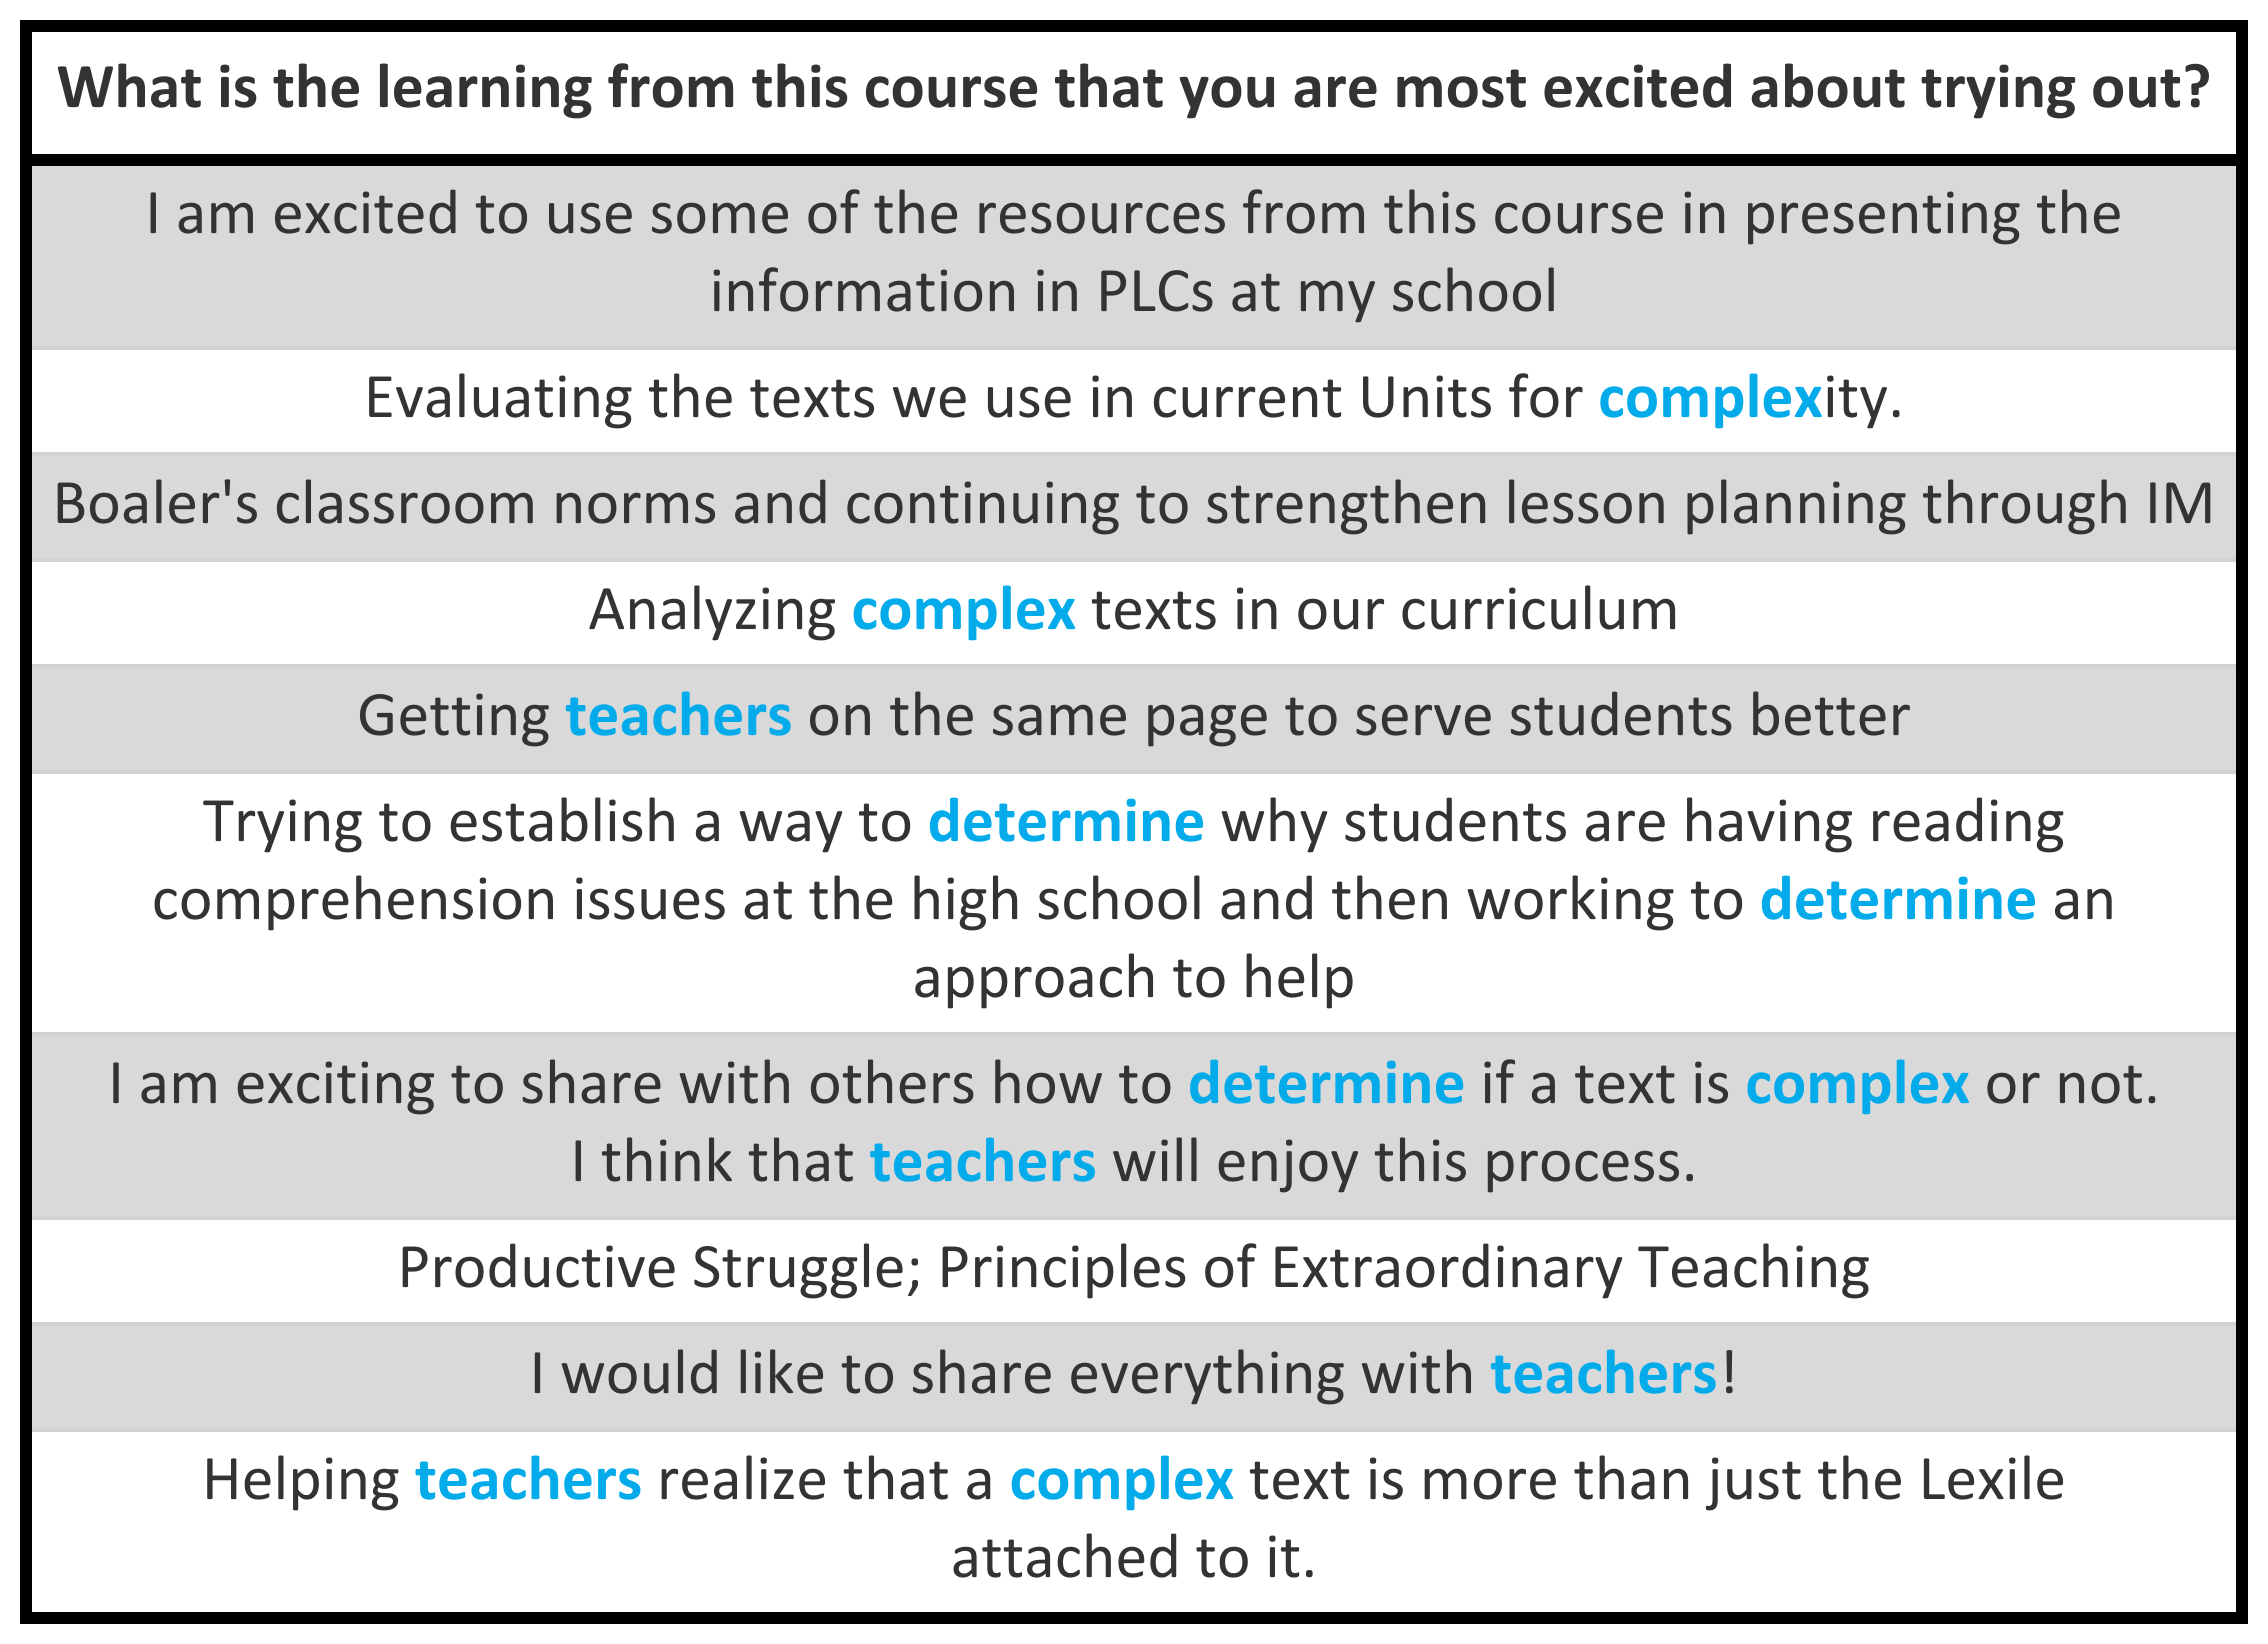 What is the learning from this course that you are most excited about trying out?
I am excited to use some of the resources from this course in presenting the
information in PLCs at my school
Evaluating the texts we use in current Units for complexity.
Boaler's classroom norms and continuing to strengthen lesson planning through IM
Analyzing complex texts in our curriculum
Getting teachers on the same page to serve students better
Trying to establish a way to determine why students are having reading
comprehension issues at the high school and then working to determine an
approach to help
I am exciting to share with others how to determine if a text is complex or not.
I think that teachers will enjoy this process.
Productive Struggle; Principles of Extraordinary Teaching
I would like to share everything with teachers!
Helping teachers realize that a complex text is more than just the Lexile
attached to it.